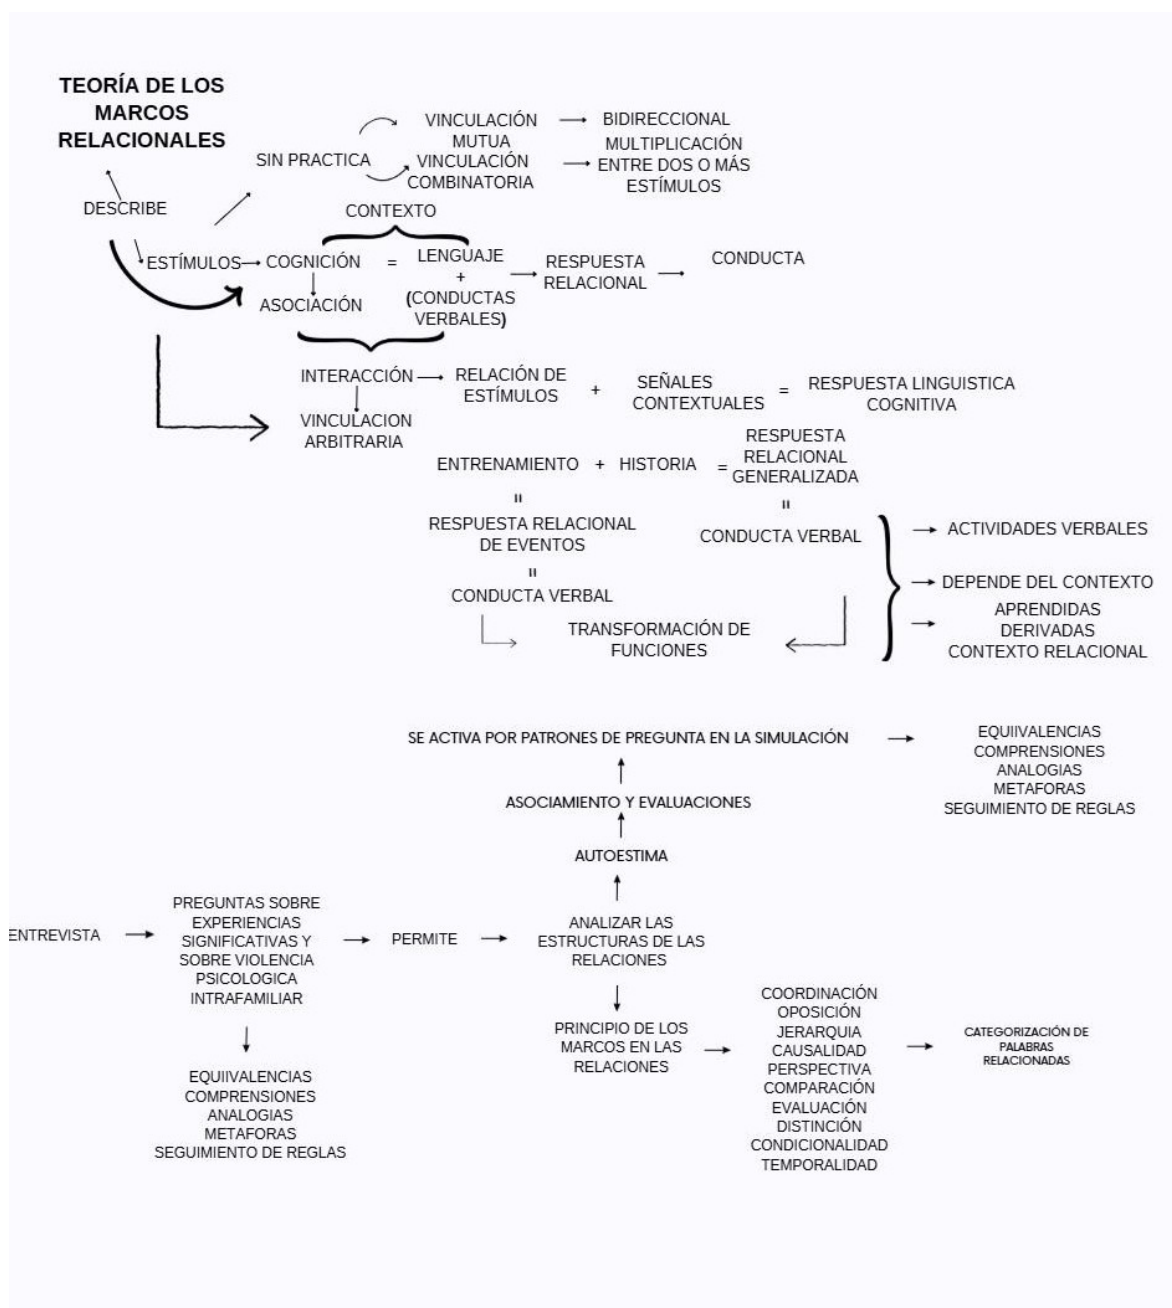 TEORÍA DE LOS
MARCOS
RELACIONALES
DESCRIBE
SIN PRACTICA
VINCULACIÓN
MUTUA
BIDIRECCIONAL
VINCULACIÓN
COMBINATORIA
MULTIPLICACIÓN
ENTRE DOS O MÁS
ESTÍMULOS
CONTEXTO
ESTÍMULOS
COGNICIÓN
=
LENGUAJE
+
(CONDUCTAS
VERBALES)
ASOCIACIÓN
RESPUESTA
RELACIONAL
CONDUCTA
INTERACCIÓN
RELACIÓN DE
ESTÍMULOS
+
SEÑALES
CONTEXTUALES
=
RESPUESTA LINGUISTICA
COGNITIVA
VINCULACION
ARBITRARIA
ENTRENAMIENTO
+
HISTORIA
=
RESPUESTA
RELACIONAL
GENERALIZADA
=
RESPUESTA RELACIONAL
DE EVENTOS
=
CONDUCTA VERBAL
=
CONDUCTA VERBAL
TRANSFORMACIÓN DE
FUNCIONES
ACTIVIDADES VERBALES
DEPENDE DEL CONTEXTO
APRENDIDAS
DERIVADAS
CONTEXTO RELACIONAL
SE ACTIVA POR PATRONES DE PREGUNTA EN LA SIMULACIÓN
EQUIIVALENCIAS
COMPRENSIONES
ANALOGIAS
METAFORAS
SEGUIMIENTO DE REGLAS
ASOCIAMIENTO Y EVALUACIONES
AUTOESTIMA
ENTREVISTA
PREGUNTAS SOBRE
EXPERIENCIAS
SIGNIFICATIVAS Y
SOBRE VIOLENCIA
PSICOLOGICA
INTRAFAMILIAR
PERMITE
ANALIZAR LAS
ESTRUCTURAS DE LAS
RELACIONES
EQUIIVALENCIAS
COMPRENSIONES
ANALOGIAS
METAFORAS
SEGUIMIENTO DE REGLAS
PRINCIPIO DE LOS
MARCOS EN LAS
RELACIONES
COORDINACIÓN
OPOSICIÓN
JERARQUIA
CAUSALIDAD
PERSPECTIVA
COMPARACIÓN
EVALUACIÓN
DISTINCIÓN
CONDICIONALIDAD
TEMPORALIDAD
CATEGORIZACIÓN DE
PALABRAS
RELACIONADAS